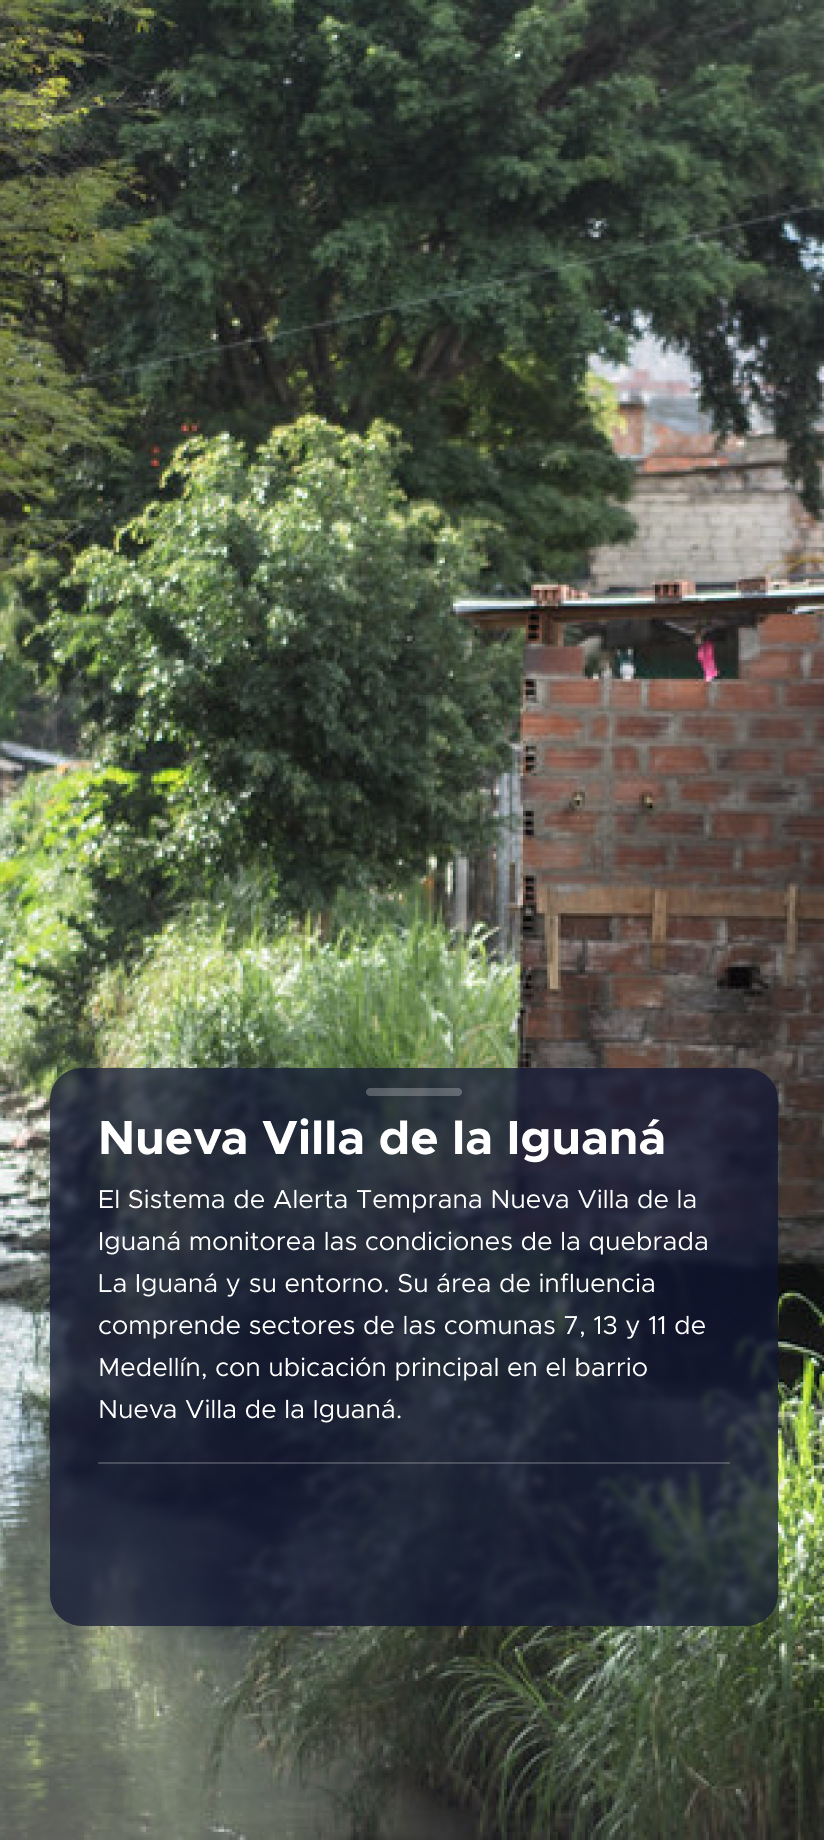 Nueva Villa de la Iguaná
El Sistema de Alerta Temprana Nueva Villa de la
Iguaná monitorea las condiciones de la quebrada
La Iguaná y su entorno. Su área de influencia
comprende sectores de las comunas 7, 13 y 11 de
Medellín, con ubicación principal en el barrio
Nueva Villa de la Iguaná.